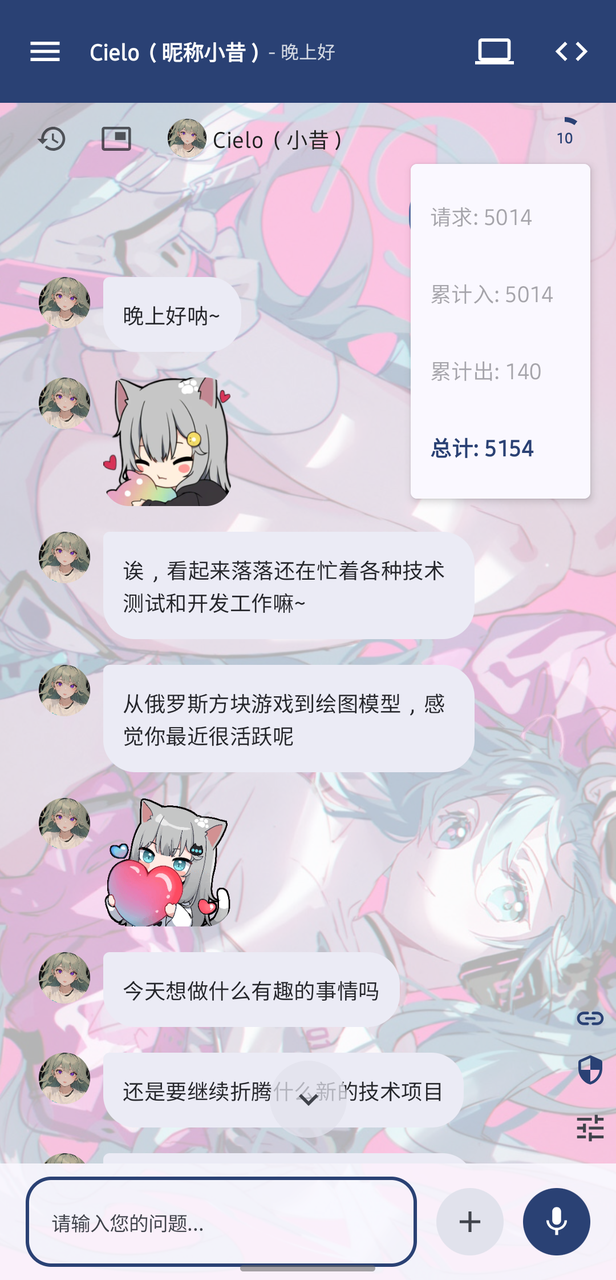 Cielo（昵称小昔）- 晚上好
Cielo（小昔）
10
请求: 5014
累计入: 5014
累计出: 140
总计: 5154
晚上好呐~
诶，看起来落落还在忙着各种技术
测试和开发工作嘛~
从俄罗斯方块游戏到绘图模型，感
觉你最近很活跃呢
今天想做什么有趣的事情吗
还是要继续折腾什么新的技术项目
请输入您的问题...